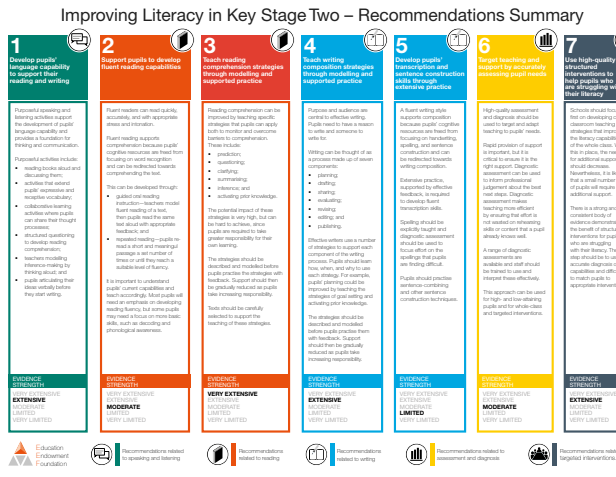 Improving Literacy in Key Stage Two – Recommendations Summary
1
Develop pupils'
language capability
to support their
reading and writing
Purposeful speaking and
listening activities support
the development of pupils'
language capability and
provides a foundation for
thinking and communication.
Purposeful activities include:
• reading books aloud and
discussing them;
• activities that extend
pupils' expressive and
receptive vocabulary;
• collaborative learning
activities where pupils
can share their thought
processes;
• structured questioning
to develop reading
comprehension;
• teachers modelling
inference-making by
thinking aloud; and
• pupils articulating their
ideas verbally before
they start writing.
EVIDENCE
STRENGTH
VERY EXTENSIVE
EXTENSIVE
MODERATE
LIMITED
VERY LIMITED
2
Support pupils to develop
fluent reading capabilities
Fluent readers can read quickly,
accurately, and with appropriate
stress and intonation.
Fluent reading supports
comprehension because pupils'
cognitive resources are freed from
focusing on word recognition
and can be redirected towards
comprehending the text.
This can be developed through:
• guided oral reading
instruction—teachers model
fluent reading of a text,
then pupils read the same
text aloud with appropriate
feedback; and
• repeated reading—pupils re-
read a short and meaningful
passage a set number of
times or until they reach a
suitable level of fluency.
It is important to understand
pupils' current capabilities and
teach accordingly. Most pupils will
need an emphasis on developing
reading fluency, but some pupils
may need a focus on more basic
skills, such as decoding and
phonological awareness.
EVIDENCE
STRENGTH
VERY EXTENSIVE
EXTENSIVE
MODERATE
LIMITED
VERY LIMITED
3
Teach reading
comprehension strategies
through modelling and
supported practice
Reading comprehension can be
improved by teaching specific
strategies that pupils can apply
both to monitor and overcome
barriers to comprehension.
These include:
• prediction;
• questioning;
• clarifying;
• summarising;
• inference; and
• activating prior knowledge.
The potential impact of these
strategies is very high, but can
be hard to achieve, since
pupils are required to take
greater responsibility for their
own learning.
The strategies should be
described and modelled before
pupils practise the strategies with
feedback. Support should then
be gradually reduced as pupils
take increasing responsibility.
Texts should be carefully
selected to support the
teaching of these strategies.
EVIDENCE
STRENGTH
VERY EXTENSIVE
EXTENSIVE
MODERATE
LIMITED
VERY LIMITED
4
Teach writing
composition strategies
through modelling and
supported practice
Purpose and audience are
central to effective writing.
Pupils need to have a reason
to write and someone to
write for.
Writing can be thought of as
a process made up of seven
components:
• planning;
• drafting;
• sharing;
• evaluating;
• revising;
• editing; and
• publishing.
Effective writers use a number
of strategies to support each
component of the writing
process. Pupils should learn
how, when, and why to use
each strategy. For example,
pupils' planning could be
improved by teaching the
strategies of goal setting and
activating prior knowledge.
The strategies should be
described and modelled
before pupils practise them
with feedback. Support
should then be gradually
reduced as pupils take
increasing responsibility.
EVIDENCE
STRENGTH
VERY EXTENSIVE
EXTENSIVE
MODERATE
LIMITED
VERY LIMITED
5
Develop pupils'
transcription and
sentence construction
skills through
extensive practice
A fluent writing style
supports composition
because pupils' cognitive
resources are freed from
focusing on handwriting,
spelling, and sentence
construction and can
be redirected towards
writing composition.
Extensive practice,
supported by effective
feedback, is required
to develop fluent
transcription skills.
Spelling should be
explicitly taught and
diagnostic assessment
should be used to
focus effort on the
spellings that pupils
are finding difficult.
Pupils should practise
sentence-combining
and other sentence
construction techniques.
EVIDENCE
STRENGTH
VERY EXTENSIVE
EXTENSIVE
MODERATE
LIMITED
VERY LIMITED
6
Target teaching and
support by accurately
assessing pupil needs
High-quality assessment
and diagnosis should be
used to target and adapt
teaching to pupils' needs.
Rapid provision of support
is important, but it is
critical to ensure it is the
right support. Diagnostic
assessment can be used
to inform professional
judgement about the best
next steps. Diagnostic
assessment makes
teaching more efficient
by ensuring that effort is
not wasted on rehearsing
skills or content that a pupil
already knows well.
A range of diagnostic
assessments are
available and staff should
be trained to use and
interpret these effectively.
This approach can be used
for high- and low-attaining
pupils and for whole-class
and targeted interventions.
EVIDENCE
STRENGTH
VERY EXTENSIVE
EXTENSIVE
MODERATE
LIMITED
VERY LIMITED
7
Use high-quality
structured
interventions to
help pupils who
are struggling wi
their literacy
Schools should focu
first on developing c
classroom teaching
strategies that impro
the literacy capabilit
of the whole class. W
this in place, the nee
for additional suppor
should decrease.
Nevertheless, it is lik
that a small number
of pupils will require
additional support.
There is a strong and
consistent body of
evidence demonstra
the benefit of structu
interventions for pup
who are struggling
with their literacy. The
step should be to us
accurate diagnosis o
capabilities and diffic
to match pupils to
appropriate intervent
EVIDENCE
STRENGTH
VERY EXTENSIV
EXTENSIVE
MODERATE
LIMITED
VERY LIMITED
Education
Endowment
Foundation
Recommendations related
to speaking and listening
Recommendations
related to reading
Recommendations
related to writing
Recommendations related to
assessment and diagnosis
Recommendations relate
targeted interventions